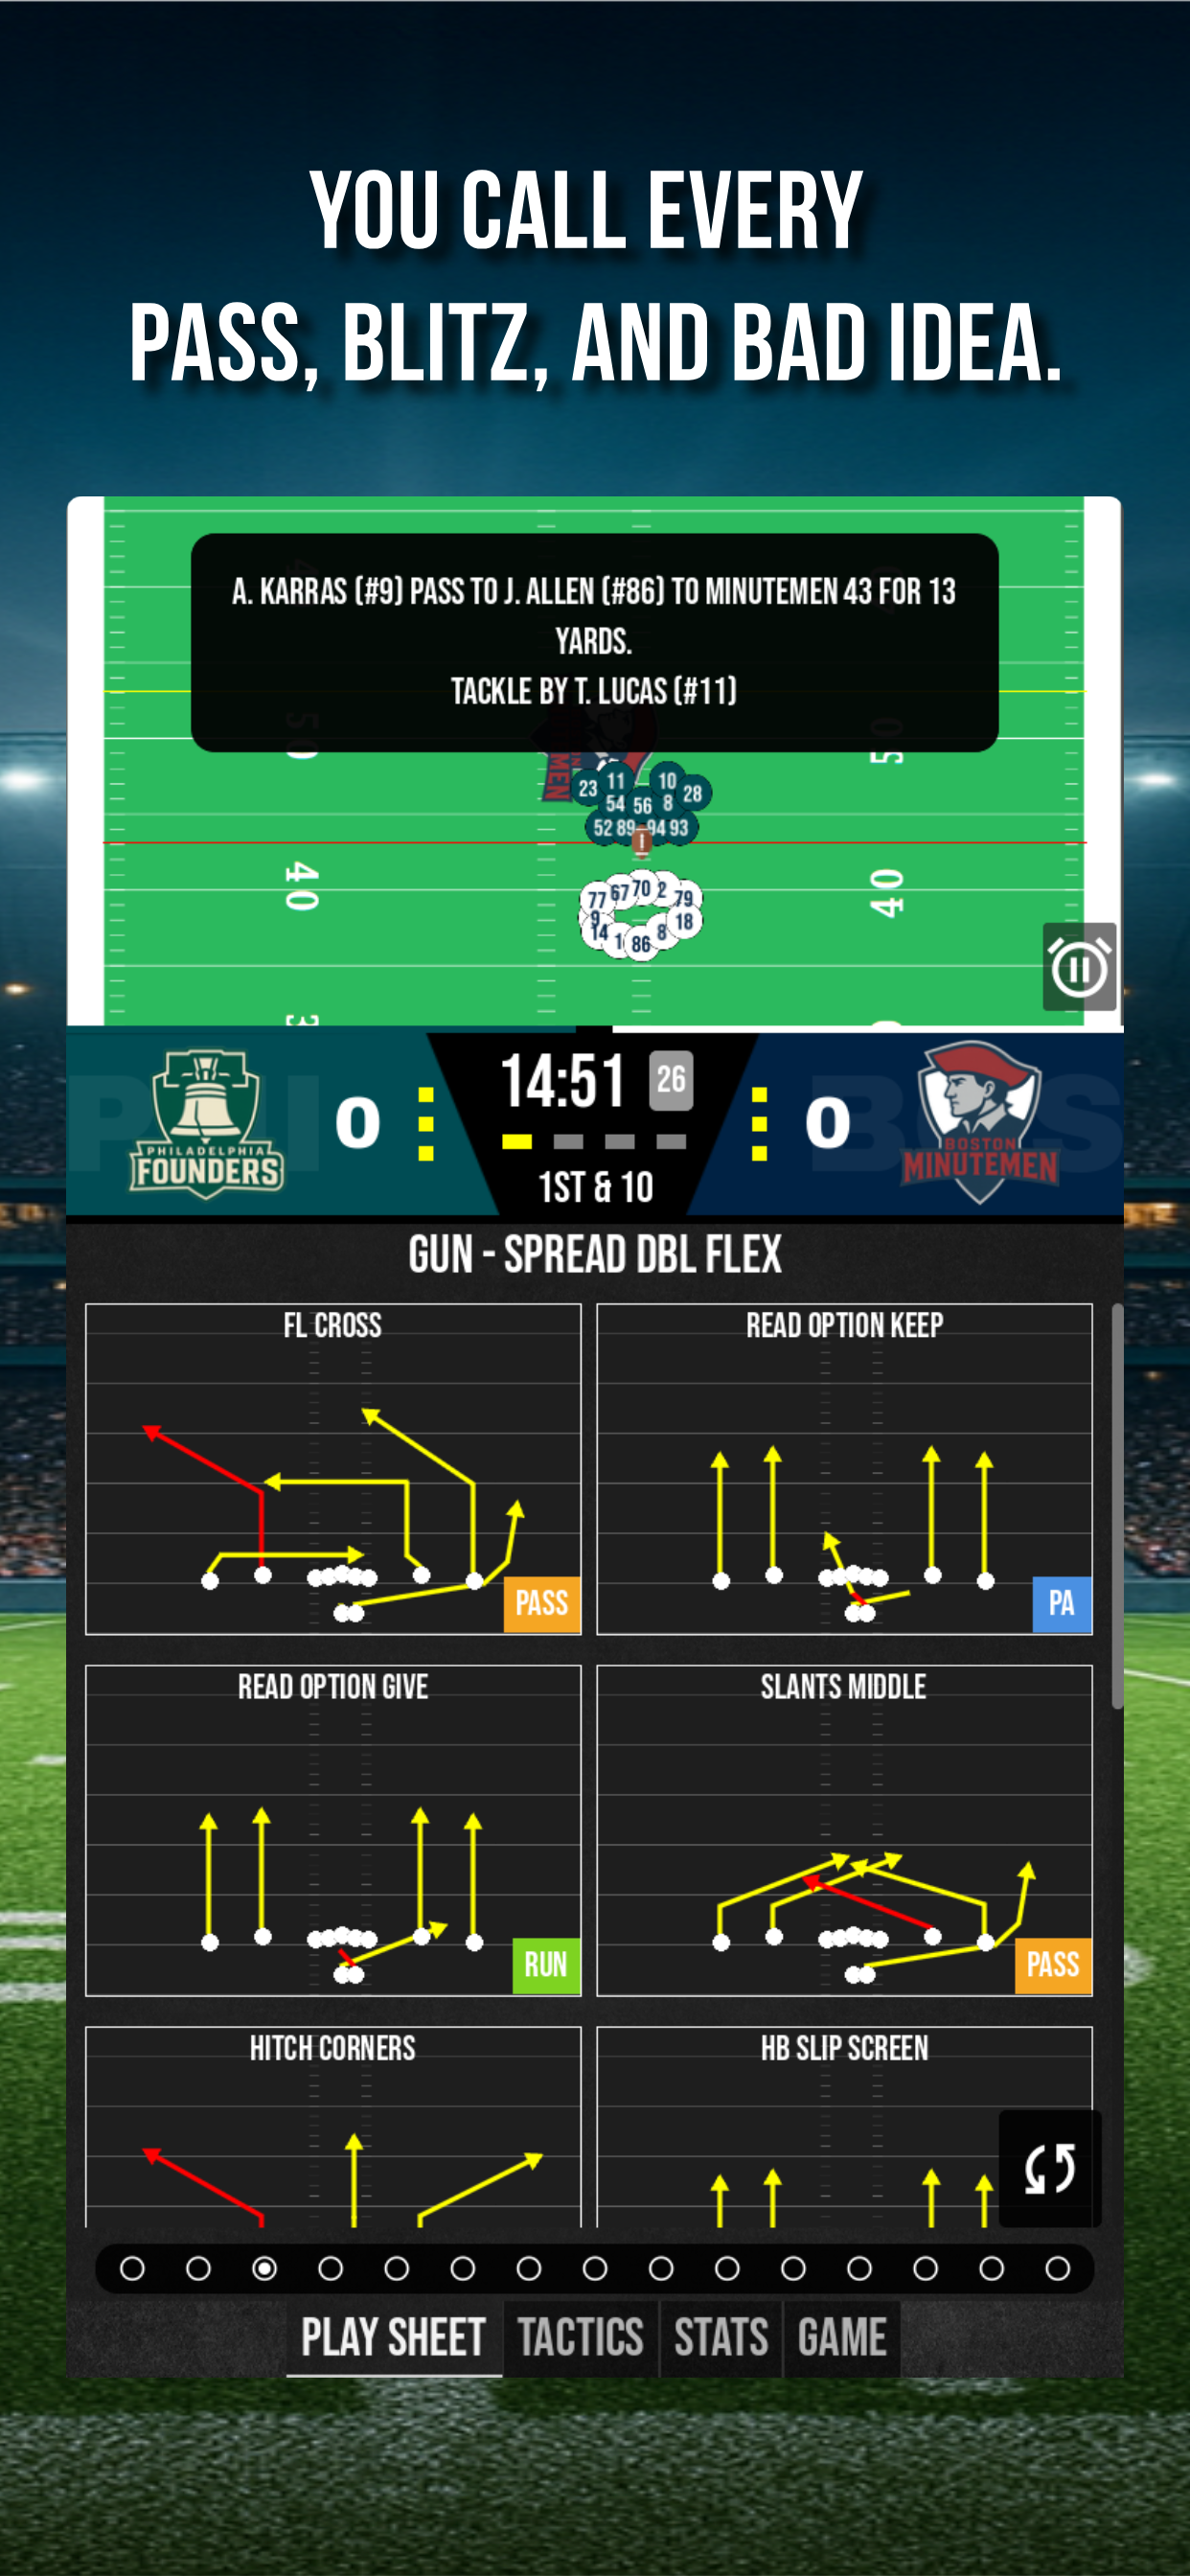 YOU CALL EVERY
PASS, BLITZ, AND BAD IDEA.
A. KARRAS (#9) PASS TO J. ALLEN (#86) TO MINUTEMEN 43 FOR 13
YARDS.
TACKLE BY T. LUCAS (#11)
50 50
MEN
23 11 10 28
54 56 8
52 89 94 93
40 40
77 67 70 2 79
9 18
14 1 86 8
PHILADELPHIA
FOUNDERS
0
14:51 26
1ST & 10
0
BOSTON
MINUTEMEN
GUN - SPREAD DBL FLEX
FL CROSS
PASS
READ OPTION KEEP
PA
READ OPTION GIVE
RUN
SLANTS MIDDLE
PASS
HITCH CORNERS
HB SLIP SCREEN
PLAY SHEET TACTICS STATS GAME